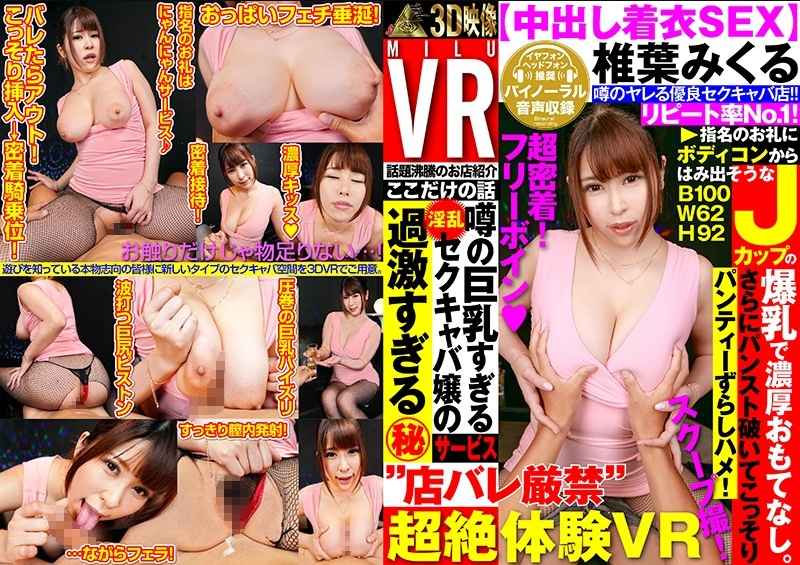 【中出し着衣SEX】
椎葉みくる
噂のヤレる優良セクキャバ店!!
リピート率No.1!
▶指名のお礼に
ボディコンから
はみ出そうな
B100
W62
H92
Jカップの
爆乳で濃厚おもてなし。
さらにパンスト破いてこっそり
パンティーずらしハメ!
スクープ撮!
超密着!
フリーボイン♥
イヤフォン
ヘッドフォン
推奨
バイノーラル
音声収録
3D映像
MILU
VR
話題沸騰のお店紹介
ここだけの話
噂の巨乳すぎる
淫乱セクキャバ嬢の
過激すぎる
㊙サービス
"店バレ厳禁"
超絶体験VR
おっぱいフェチ垂涎!
指名のお礼は
にゃんにゃんサービス♪
バレたらアウト!
こっそり挿入→密着騎乗位!
密着接待!
濃厚キッス♥
お触りだけじゃ物足りない…!
遊びを知っている本物志向の皆様に新しいタイプのセクキャバ空間を3DVRでご用意。
波打つ巨尻ピストン
圧巻の巨乳パイズリ
すっきり膣内発射!
…ながらフェラ!